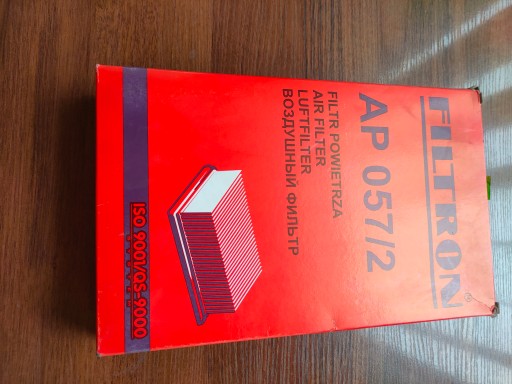 FILTRON®
AP 057/2
FILTR POWIETRZA
AIR FILTER
LUFTFILTER
ВОЗДУШНЫЙ ФИЛЬТР
ISO 9001/QS-9000